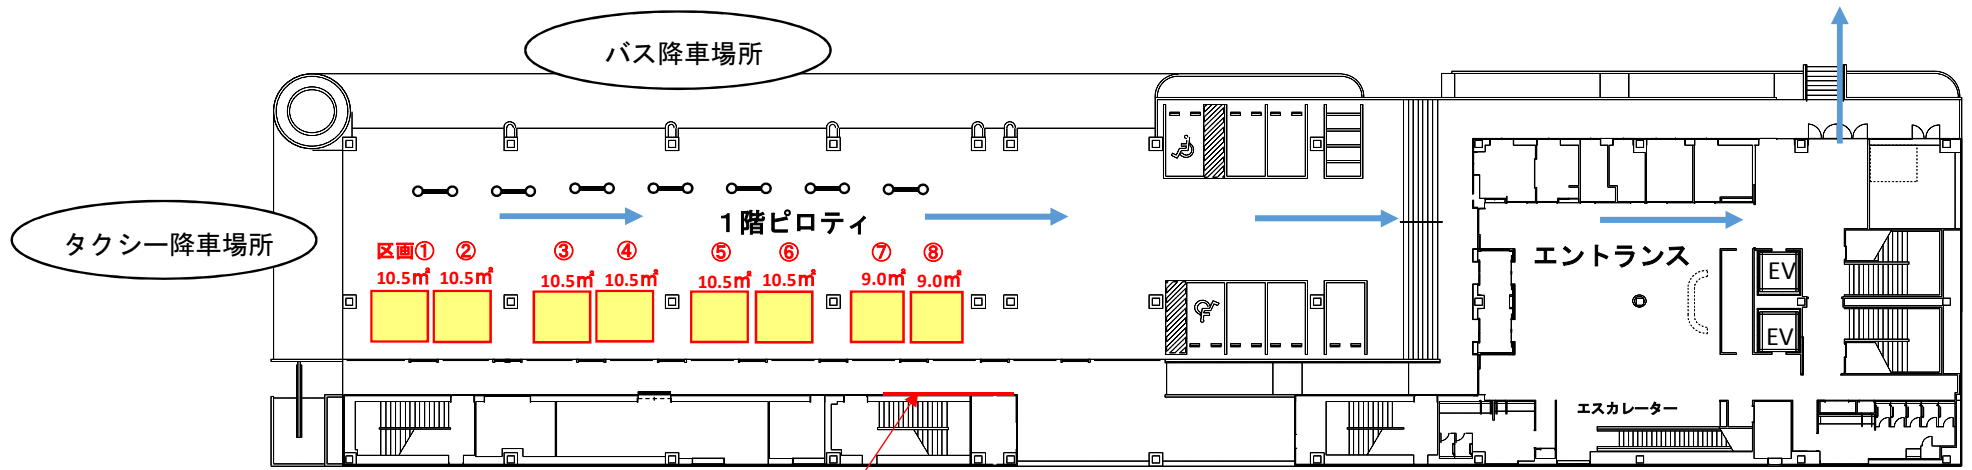 バス降車場所
タクシー降車場所
1階ピロティ
区画① ② ③ ④ ⑤ ⑥ ⑦ ⑧
10.5㎡ 10.5㎡ 10.5㎡ 10.5㎡ 10.5㎡ 10.5㎡ 9.0㎡ 9.0㎡
エントランス
EV
EV
エスカレーター